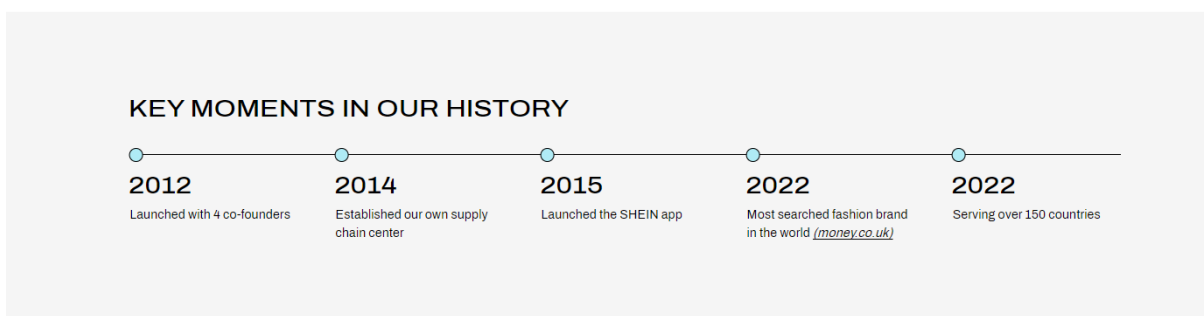 KEY MOMENTS IN OUR HISTORY
2012
Launched with 4 co-founders
2014
Established our own supply
chain center
2015
Launched the SHEIN app
2022
Most searched fashion brand
in the world (money.co.uk)
2022
Serving over 150 countries